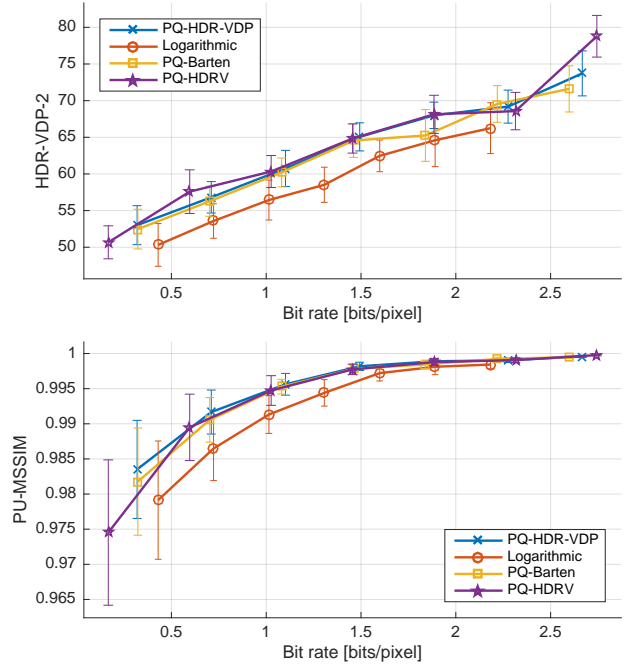 PQ-HDR-VDP
Logarithmic
PQ-Barten
PQ-HDRV
80
75
70
65
60
55
50
HDR-VDP-2
0.5 1 1.5 2 2.5
Bit rate [bits/pixel]
1
0.995
0.99
0.985
0.98
0.975
0.97
0.965
PU-MSSIM
PQ-HDR-VDP
Logarithmic
PQ-Barten
PQ-HDRV
0.5 1 1.5 2 2.5
Bit rate [bits/pixel]